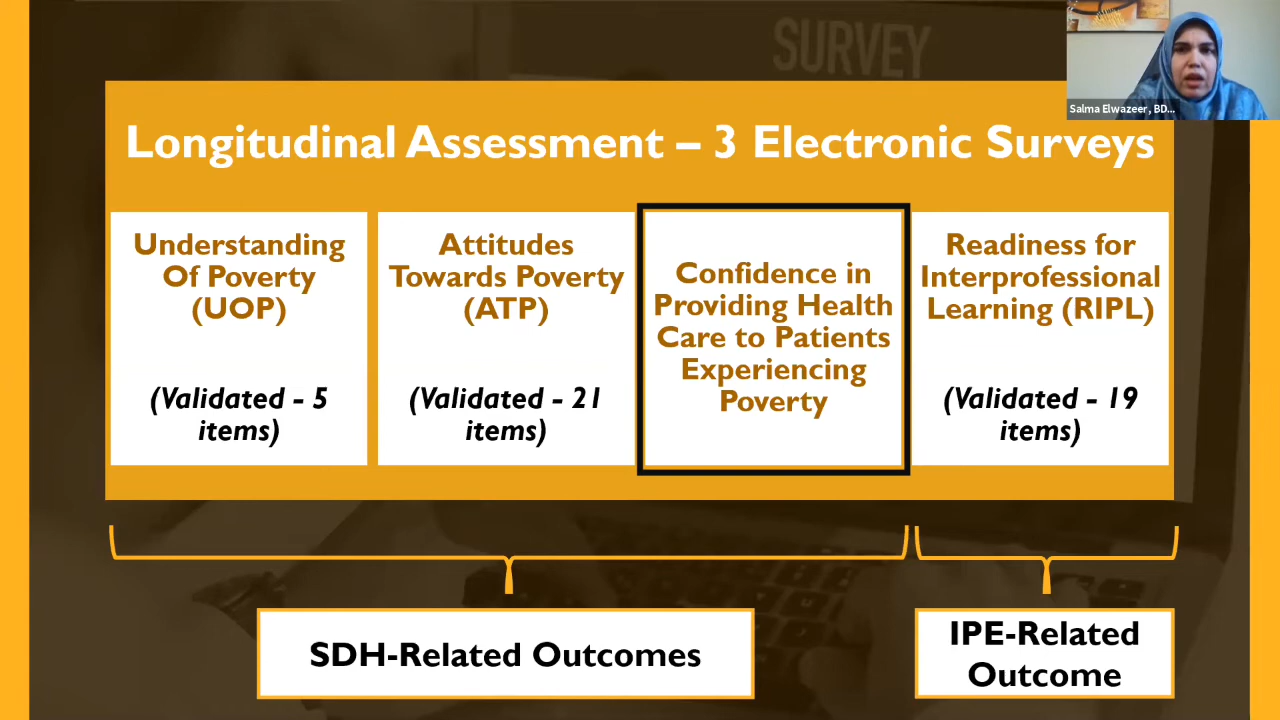 SURVEY
Salma Elwazeer, BD...
Longitudinal Assessment – 3 Electronic Surveys
Understanding
Of Poverty
(UOP)
(Validated - 5
items)
Attitudes
Towards Poverty
(ATP)
(Validated - 21
items)
Confidence in
Providing Health
Care to Patients
Experiencing
Poverty
Readiness for
Interprofessional
Learning (RIPL)
(Validated - 19
items)
SDH-Related Outcomes
IPE-Related
Outcome